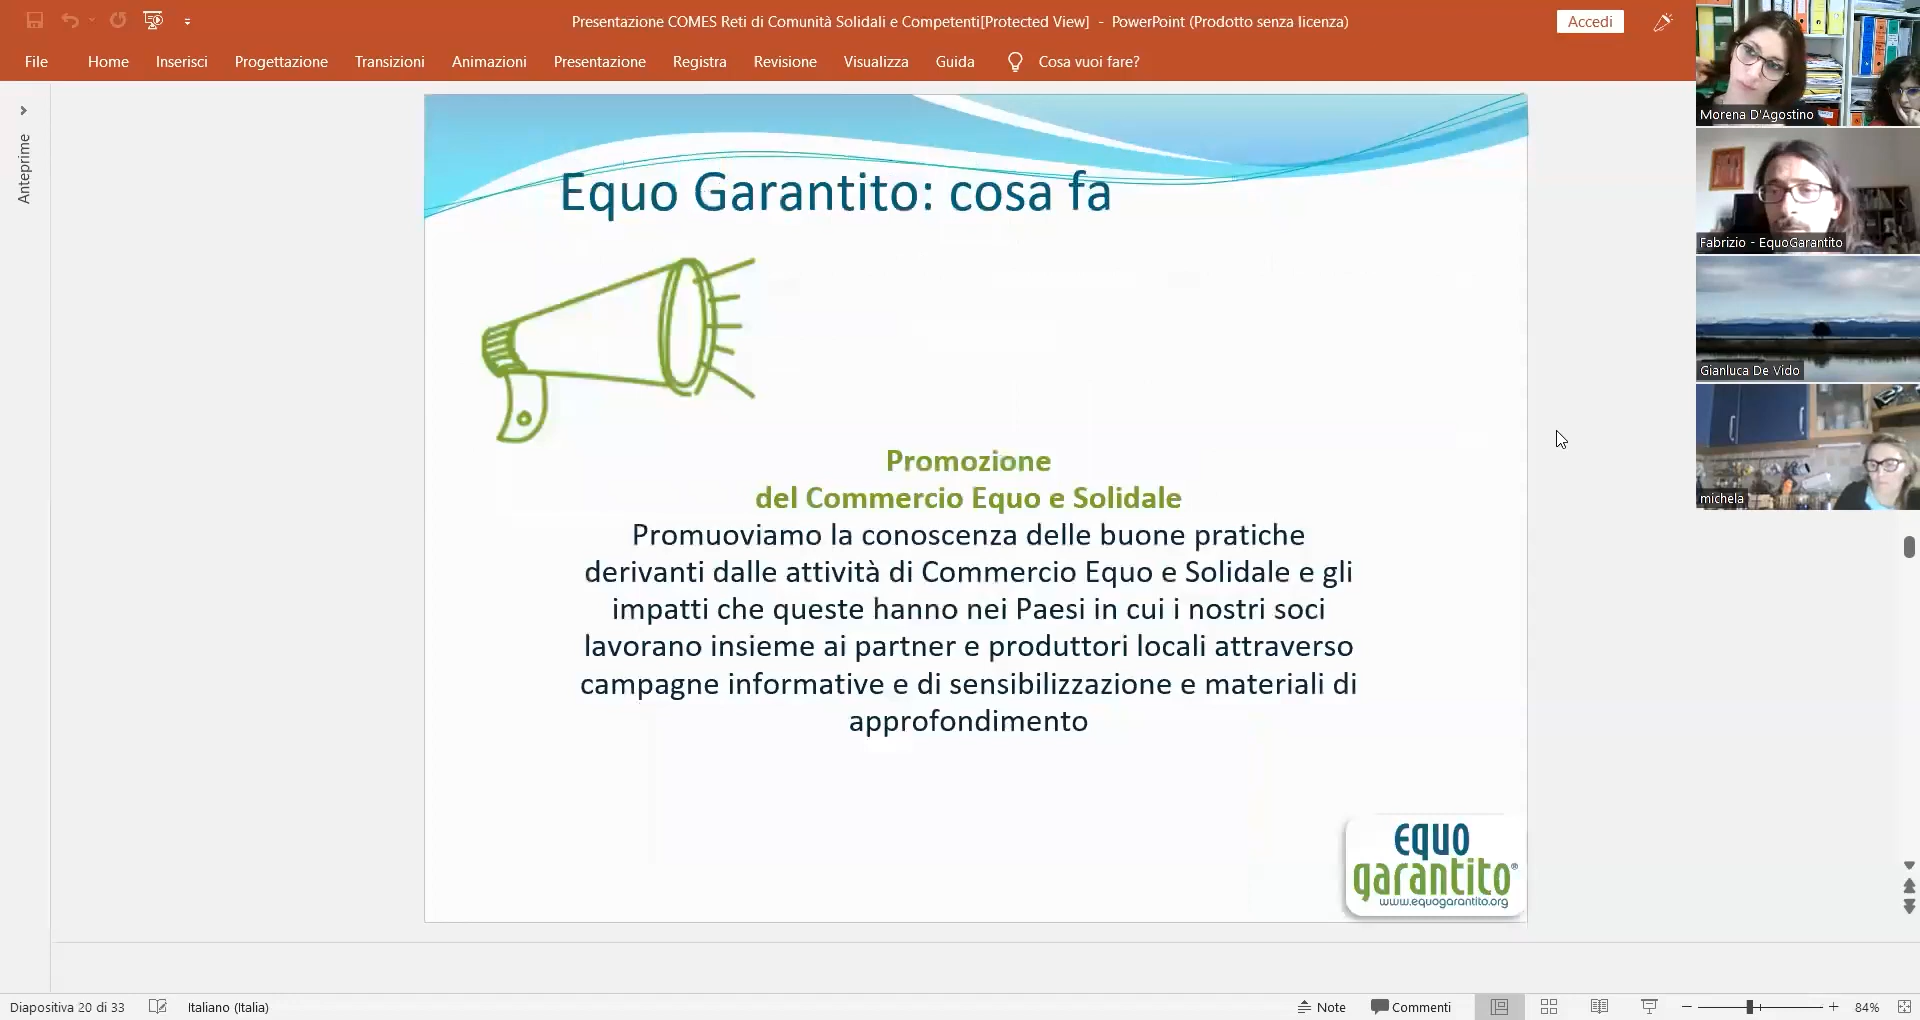 Presentazione COMES Reti di Comunità Solidali e Competenti[Protected View] - PowerPoint (Prodotto senza licenza)
Accedi
File Home Inserisci Progettazione Transizioni Animazioni Presentazione Registra Revisione Visualizza Guida Cosa vuoi fare?
Anteprime
Equo Garantito: cosa fa
Promozione
del Commercio Equo e Solidale
Promuoviamo la conoscenza delle buone pratiche
derivanti dalle attività di Commercio Equo e Solidale e gli
impatti che queste hanno nei Paesi in cui i nostri soci
lavorano insieme ai partner e produttori locali attraverso
campagne informative e di sensibilizzazione e materiali di
approfondimento
equo
garantito®
www.equogarantito.org
Morena D'Agostino
Fabrizio - EquoGarantito
Gianluca De Vido
michela
Diapositiva 20 di 33 Italiano (Italia) Note Commenti 84%